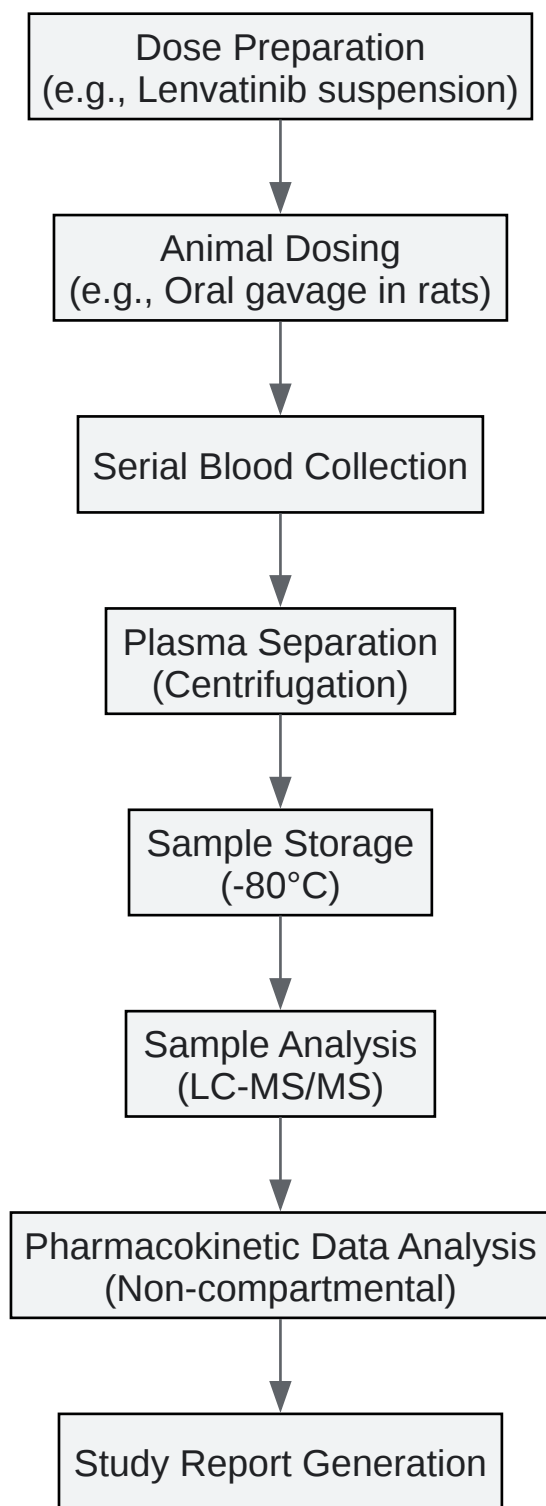 Dose Preparation
(e.g., Lenvatinib suspension)
Animal Dosing
(e.g., Oral gavage in rats)
Serial Blood Collection
Plasma Separation
(Centrifugation)
Sample Storage
(-80°C)
Sample Analysis
(LC-MS/MS)
Pharmacokinetic Data Analysis
(Non-compartmental)
Study Report Generation